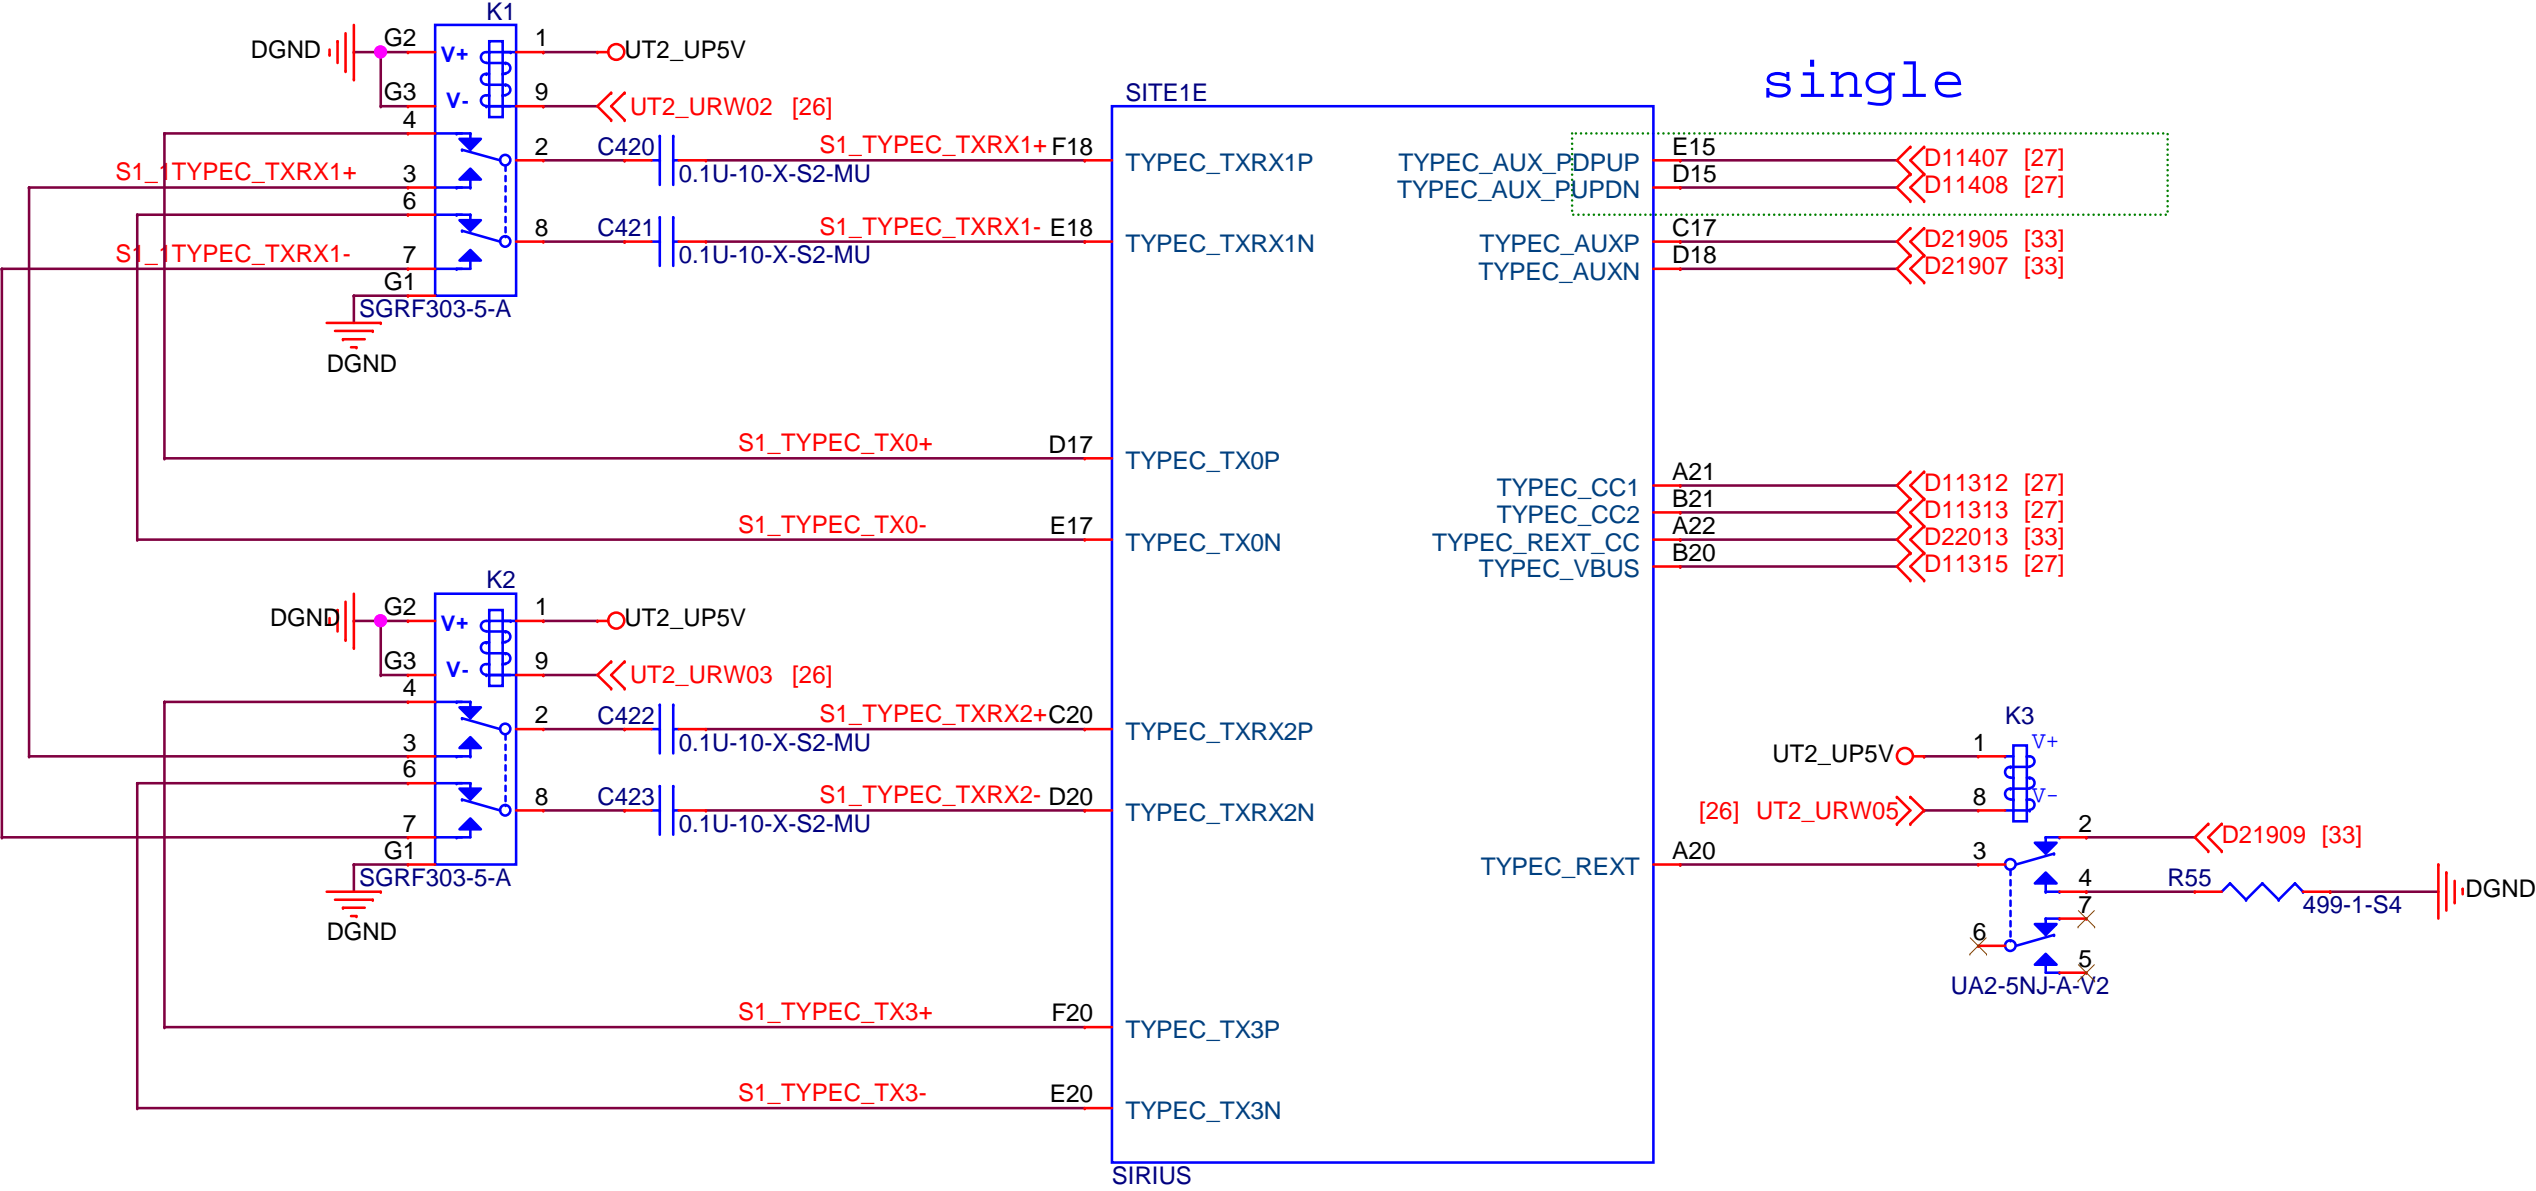 K1
DGND
G2
V+
1
UT2_UP5V
G3
V-
9
UT2_URW02 [26]
4
2
C420
0.1U-10-X-S2-MU
S1_TYPEC_TXRX1+
F18
S1_1TYPEC_TXRX1+
3
6
8
C421
0.1U-10-X-S2-MU
S1_TYPEC_TXRX1-
E18
S1_1TYPEC_TXRX1-
7
G1
SGRF303-5-A
DGND
S1_TYPEC_TX0+
D17
S1_TYPEC_TX0-
E17
K2
DGND
G2
V+
1
UT2_UP5V
G3
V-
9
UT2_URW03 [26]
4
2
C422
0.1U-10-X-S2-MU
S1_TYPEC_TXRX2+
C20
3
6
8
C423
0.1U-10-X-S2-MU
S1_TYPEC_TXRX2-
D20
7
G1
SGRF303-5-A
DGND
S1_TYPEC_TX3+
F20
S1_TYPEC_TX3-
E20
SITE1E
TYPEC_TXRX1P
TYPEC_TXRX1N
TYPEC_TX0P
TYPEC_TX0N
TYPEC_TXRX2P
TYPEC_TXRX2N
TYPEC_TX3P
TYPEC_TX3N
SIRIUS
single
TYPEC_AUX_PDPUP E15 D11407 [27]
TYPEC_AUX_PUPDN D15 D11408 [27]
TYPEC_AUXP C17 D21905 [33]
TYPEC_AUXN D18 D21907 [33]
TYPEC_CC1 A21 D11312 [27]
TYPEC_CC2 B21 D11313 [27]
TYPEC_REXT_CC A22 D22013 [33]
TYPEC_VBUS B20 D11315 [27]
TYPEC_REXT A20
K3
UT2_UP5V
1
V+
[26] UT2_URW05
8
V-
2
D21909 [33]
3
4
R55
499-1-S4
DGND
7
6
5
UA2-5NJ-A-V2